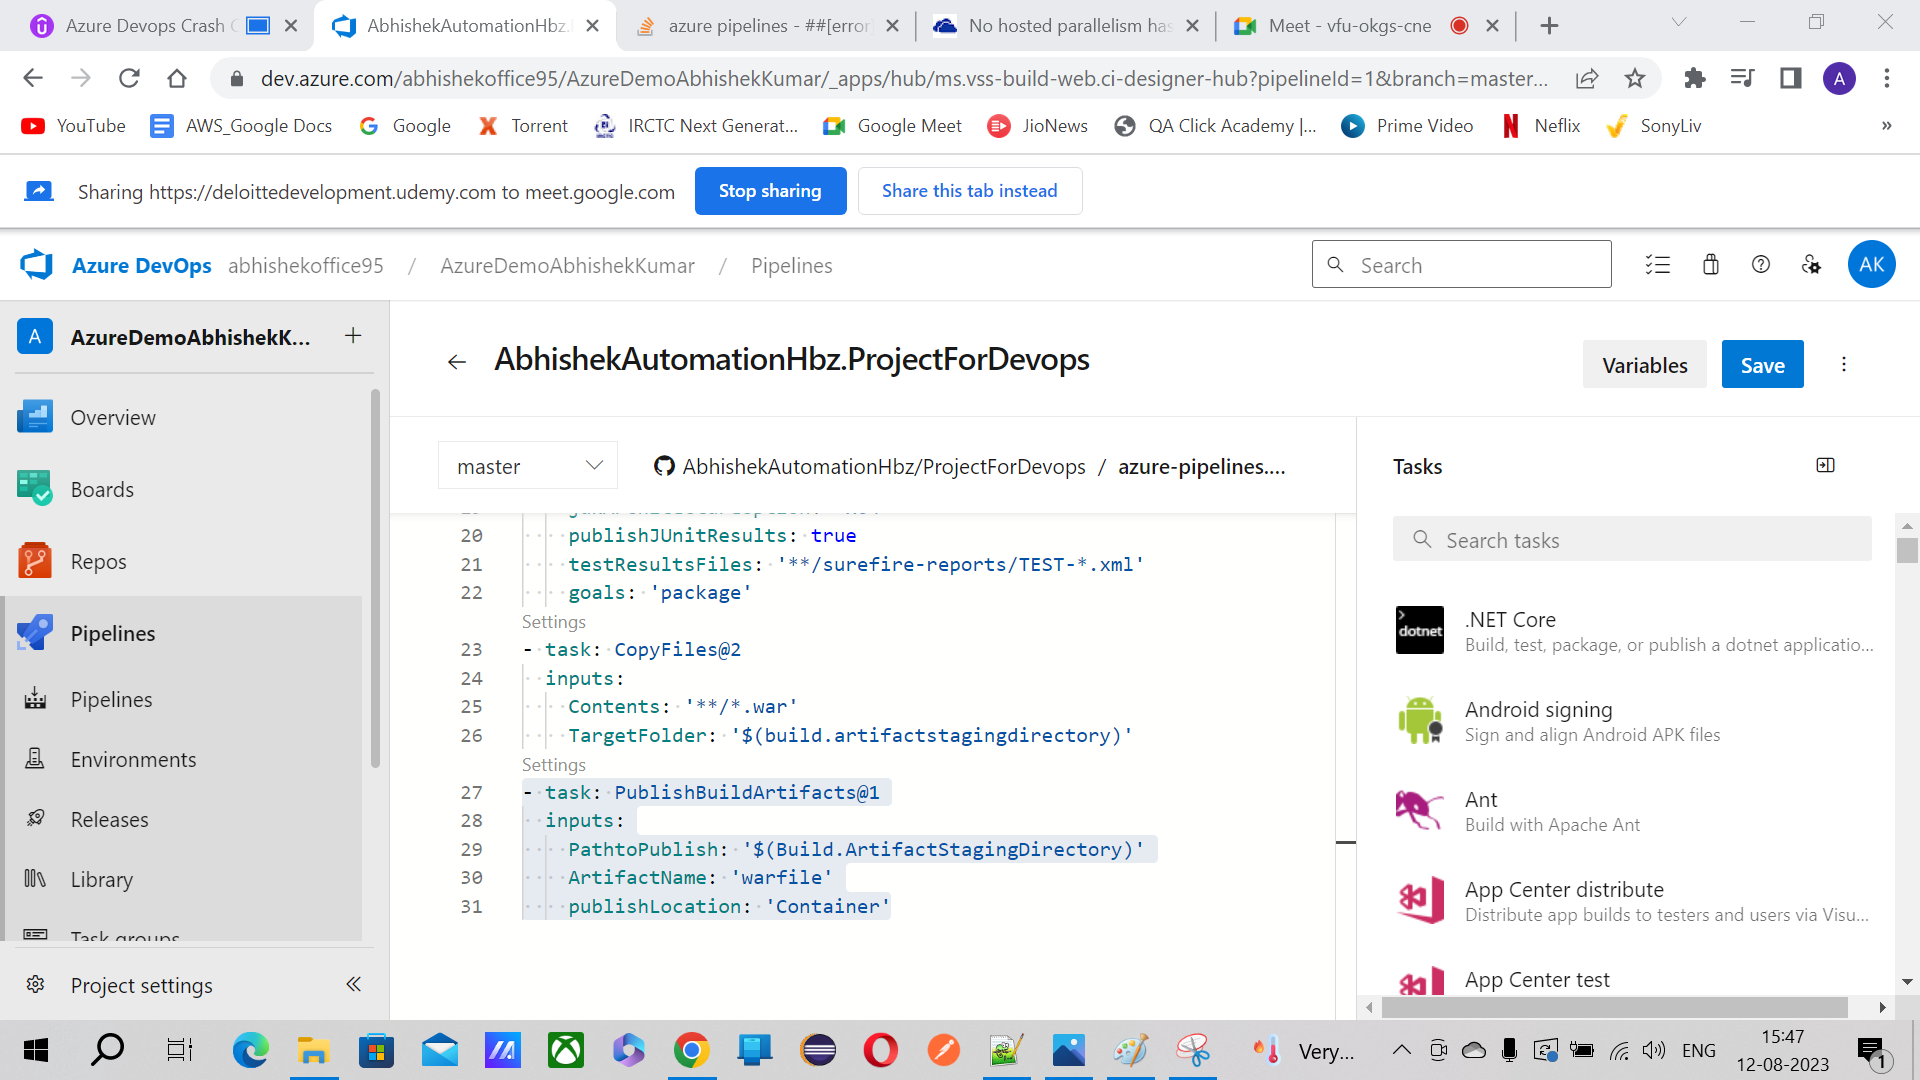 Azure Devops Crash C
AbhishekAutomationHbz.
azure pipelines - ##[error]
No hosted parallelism has
Meet - vfu-okgs-cne
dev.azure.com/abhishekoffice95/AzureDemoAbhishekKumar/_apps/hub/ms.vss-build-web.ci-designer-hub?pipelineId=1&branch=master...
A
YouTube
AWS_Google Docs
Google
Torrent
IRCTC Next Generat...
Google Meet
JioNews
QA Click Academy |...
Prime Video
Neflix
SonyLiv
»
Sharing https://deloittedevelopment.udemy.com to meet.google.com
Stop sharing
Share this tab instead
Azure DevOps abhishekoffice95 / AzureDemoAbhishekKumar / Pipelines
Search
AK
A AzureDemoAbhishekK... +
Overview
Boards
Repos
Pipelines
Pipelines
Environments
Releases
Library
Task groups
Project settings
AbhishekAutomationHbz.ProjectForDevops
Variables
Save
master
AbhishekAutomationHbz/ProjectForDevops / azure-pipelines....
20 publishJUnitResults: true
21 testResultsFiles: '**/surefire-reports/TEST-*.xml'
22 goals: 'package'
Settings
23 - task: CopyFiles@2
24 inputs:
25 Contents: '**/*.war'
26 TargetFolder: '$(build.artifactstagingdirectory)'
Settings
27 - task: PublishBuildArtifacts@1
28 inputs:
29 PathtoPublish: '$(Build.ArtifactStagingDirectory)'
30 ArtifactName: 'warfile'
31 publishLocation: 'Container'
Tasks
Search tasks
dotnet
.NET Core
Build, test, package, or publish a dotnet applicatio...
Android signing
Sign and align Android APK files
Ant
Build with Apache Ant
App Center distribute
Distribute app builds to testers and users via Visu...
App Center test
Very...
ENG
15:47
12-08-2023
1